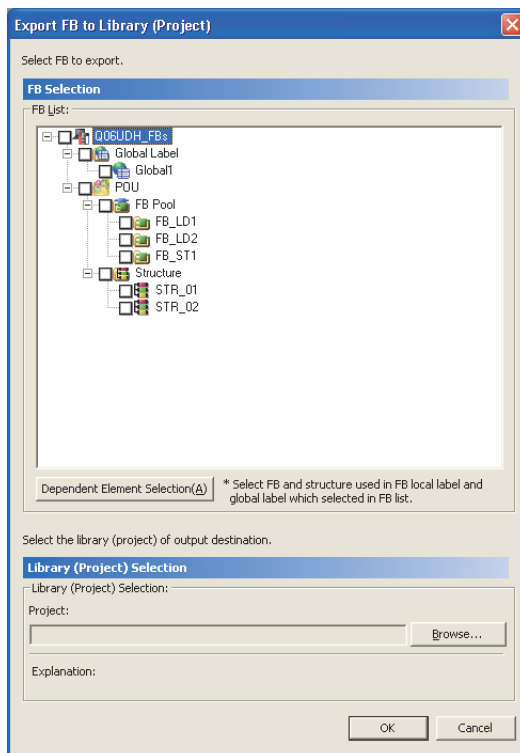 Export FB to Library (Project)
Select FB to export.
FB Selection
FB List:
Q06UDH_FBs
Global Label
Global1
POU
FB Pool
FB_LD1
FB_LD2
FB_ST1
Structure
STR_01
STR_02
Dependent Element Selection(A)
* Select FB and structure used in FB local label and
global label which selected in FB list.
Select the library (project) of output destination.
Library (Project) Selection
Library (Project) Selection:
Project:
Browse...
Explanation:
OK Cancel